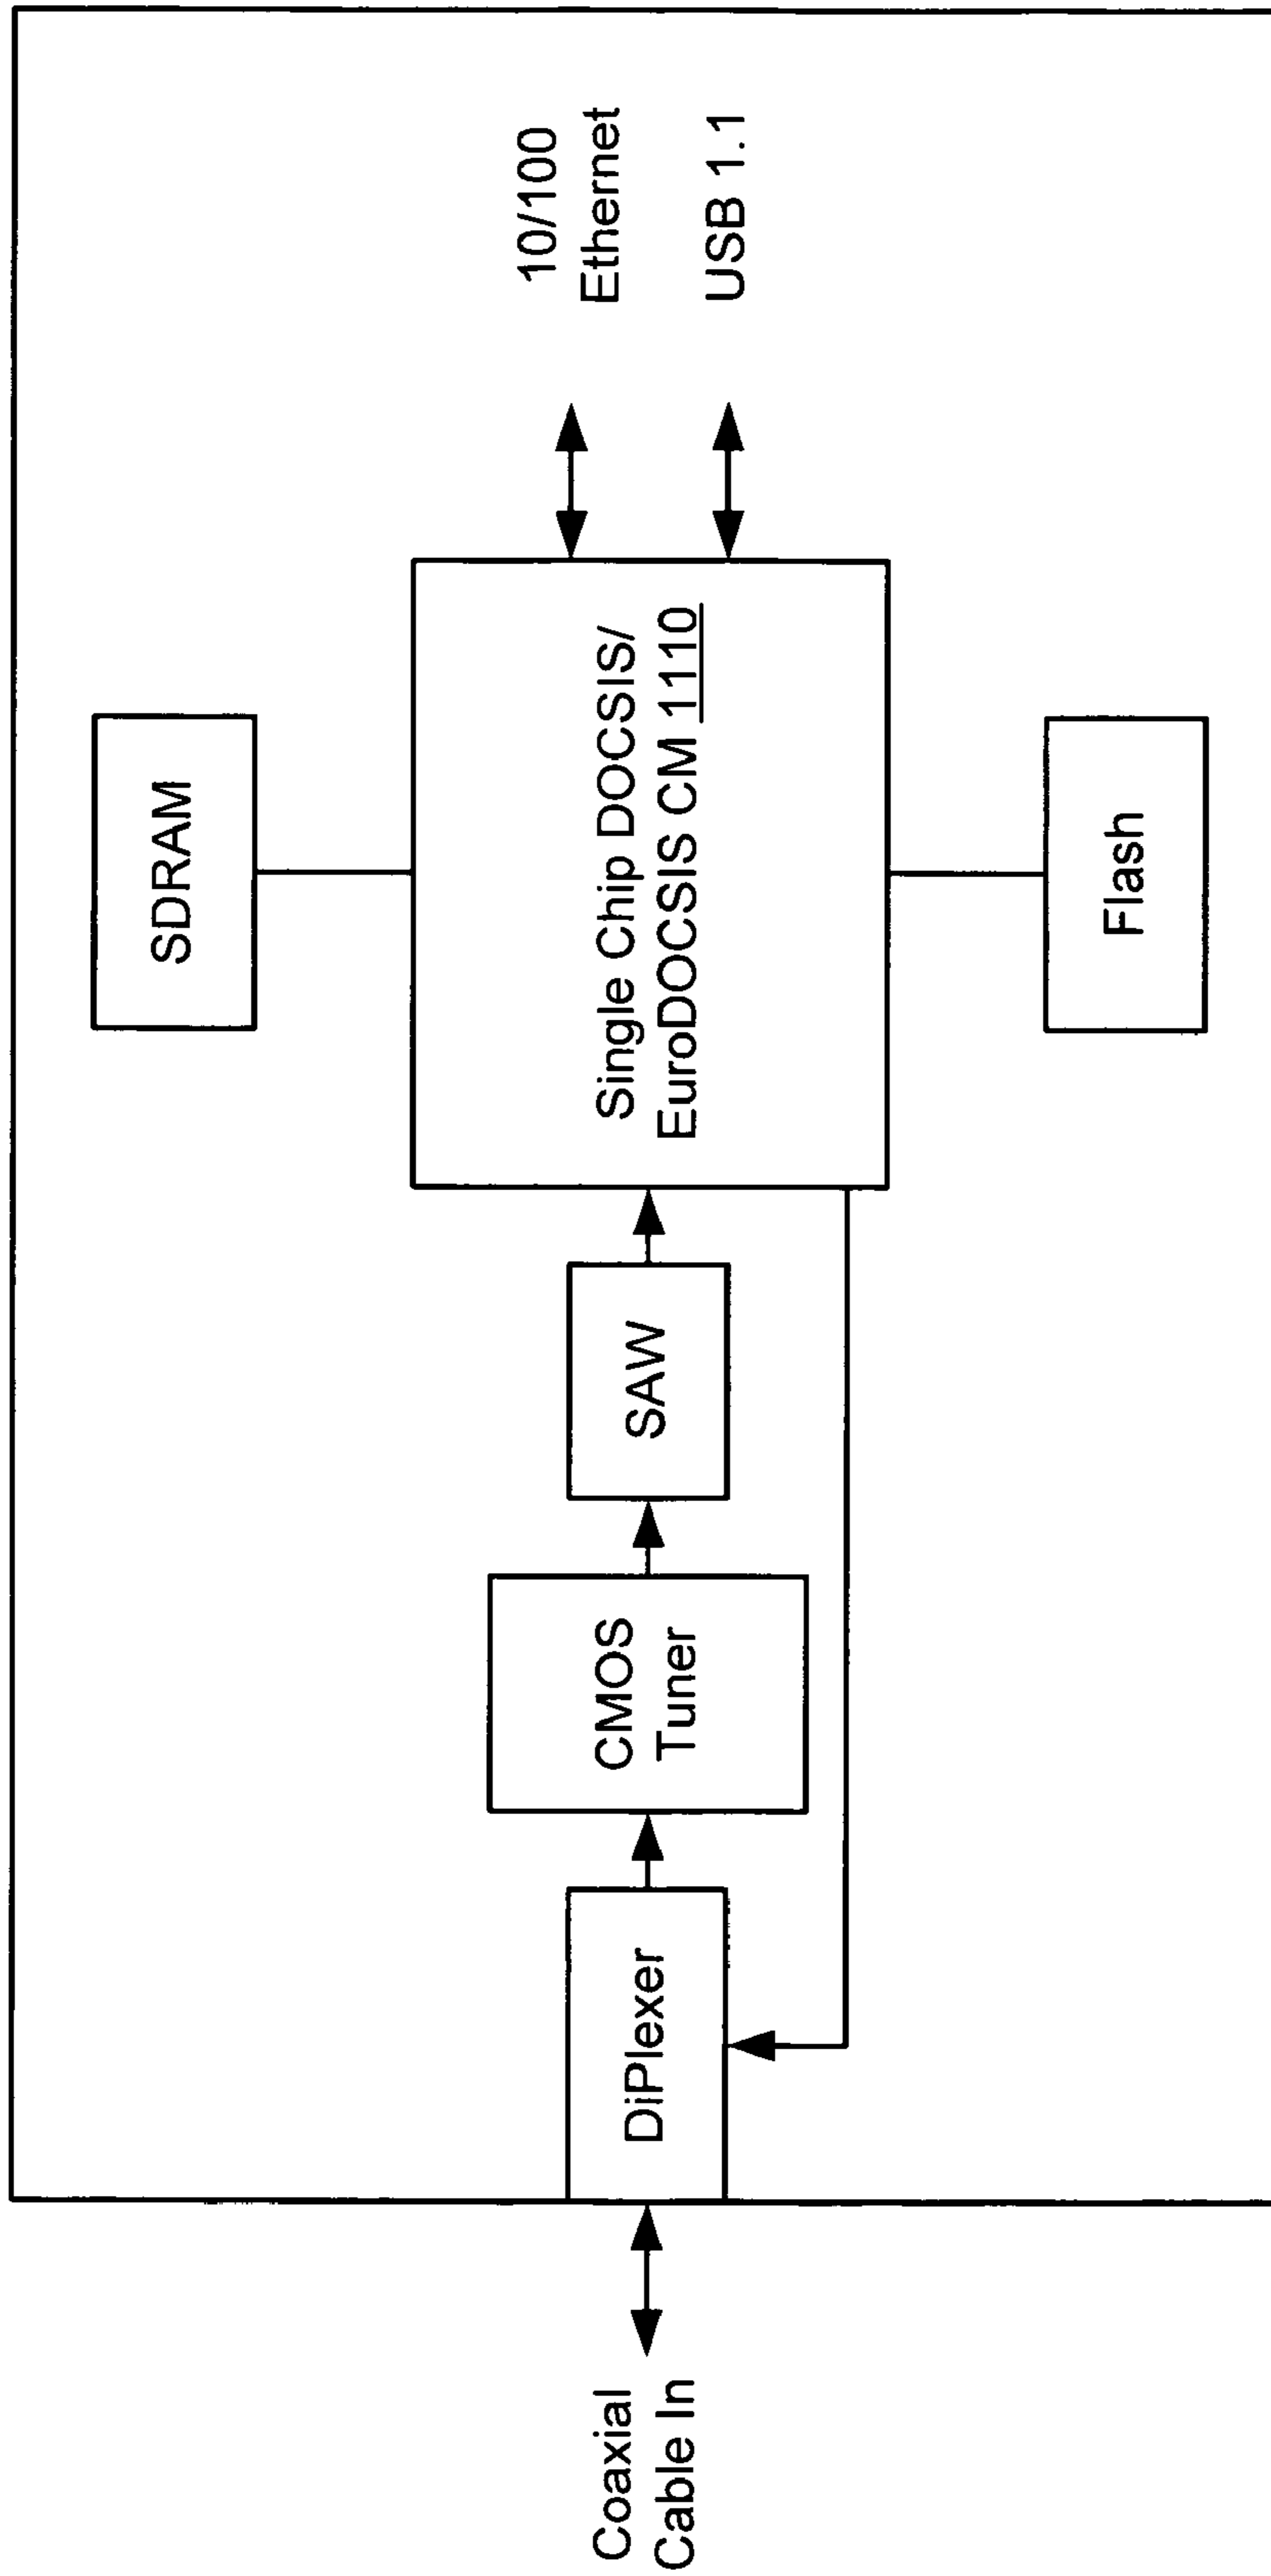 SDRAM
10/100
Ethernet
USB 1.1
Coaxial
Cable In
DiPlexer
CMOS
Tuner
SAW
Single Chip DOCSIS/
EuroDOCSIS CM 1110
Flash